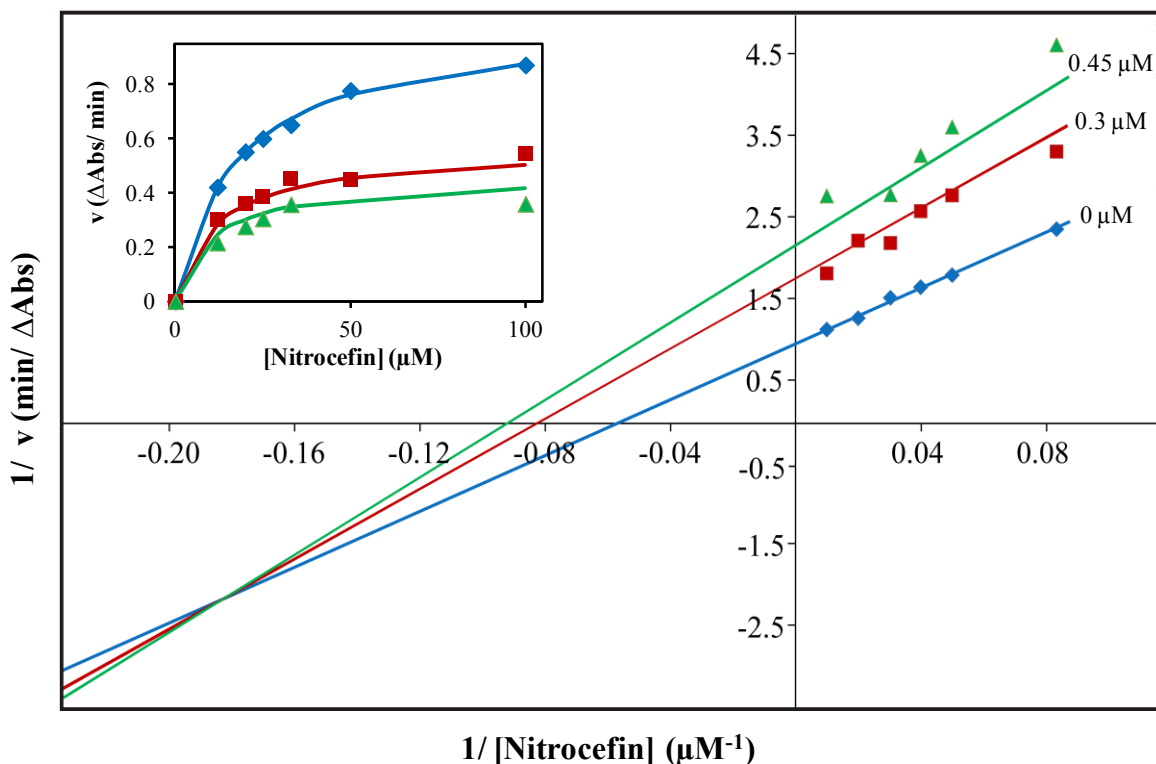 1/ v (min/ ΔAbs)
v (ΔAbs/ min)
0.8
0.6
0.4
0.2
0
0 50 100
[Nitrocefin] (µM)
4.5
3.5
2.5
1.5
0.5
-0.5
-1.5
-2.5
0.45 µM
0.3 µM
0 µM
-0.20 -0.16 -0.12 -0.08 -0.04 0.04 0.08
1/ [Nitrocefin] (µM⁻¹)